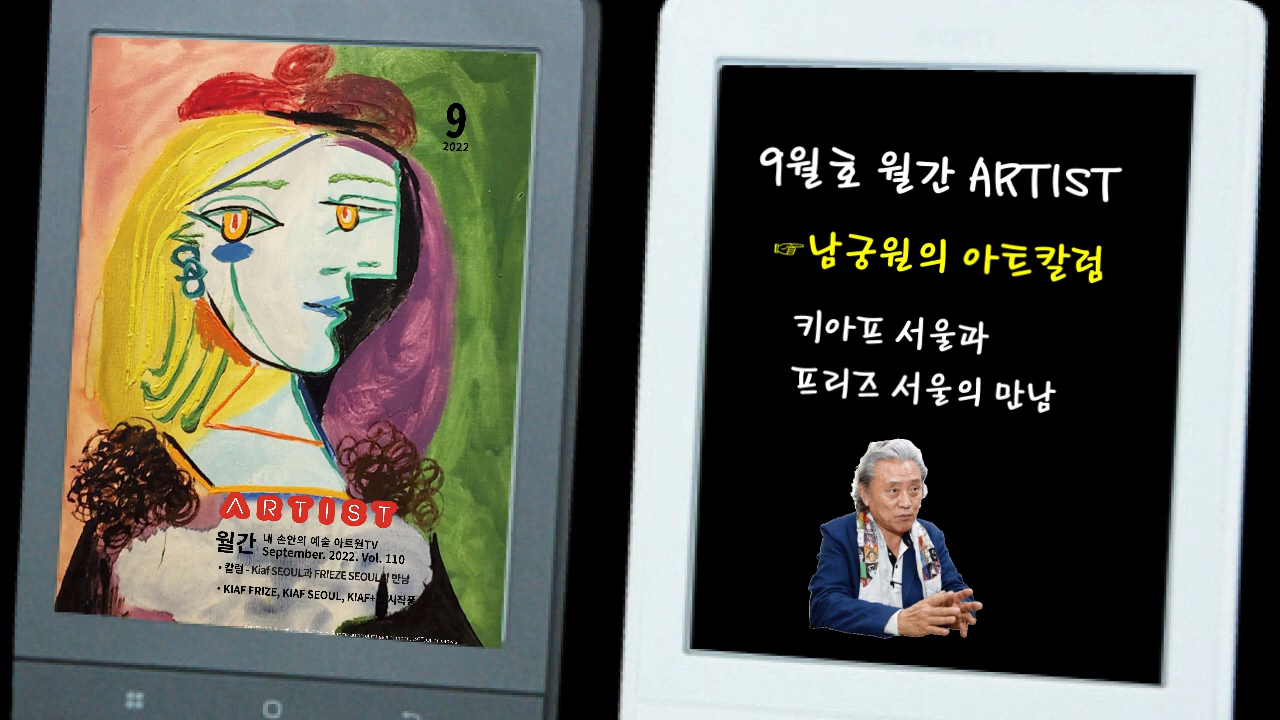 9
2022
ARTIST
월간 내 손안의 예술 아트원TV
September. 2022. Vol. 110
• 칼럼 - Kiaf SEOUL과 FRIEZE SEOUL의 만남
• KIAF FRIZE, KIAF SEOUL, KIAF+ 시작품
9월호 월간 ARTIST
☞남궁원의 아트칼럼
키아프 서울과
프리즈 서울의 만남